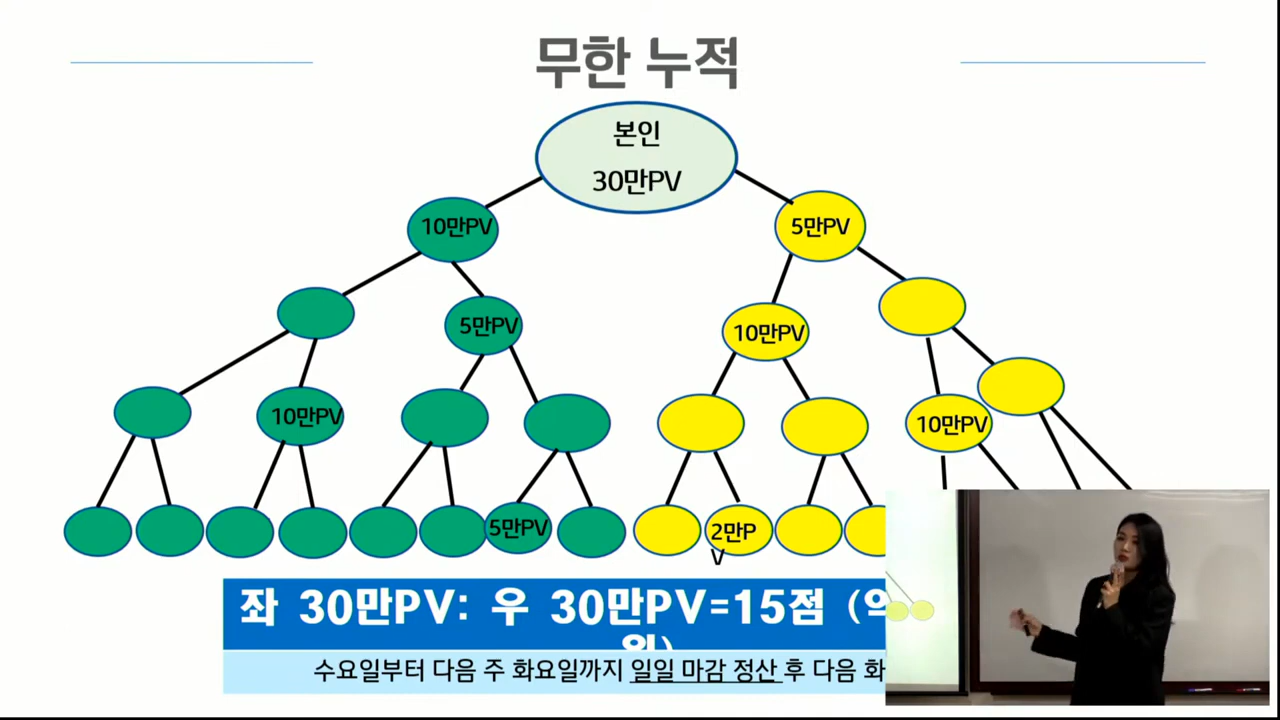 무한 누적
본인
30만PV
10만PV
5만PV
5만PV
10만PV
10만PV
10만PV
5만PV
2만P
V
좌 30만PV: 우 30만PV=15점 (약
원)
수요일부터 다음 주 화요일까지 일일 마감 정산 후 다음 화